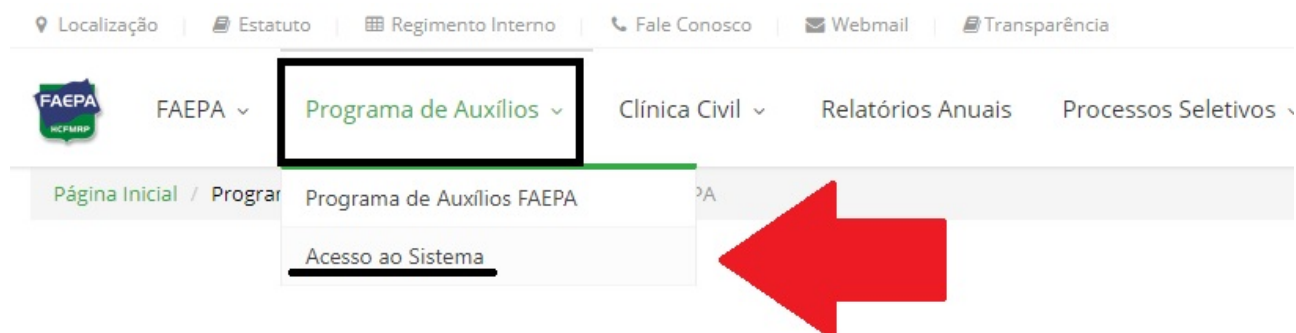 Localização Estatuto Regimento Interno Fale Conosco Webmail Transparência
FAEPA
HCFMRP
FAEPA Programa de Auxílios Clínica Civil Relatórios Anuais Processos Seletivos
Página Inicial / Program PA
Programa de Auxílios FAEPA
Acesso ao Sistema